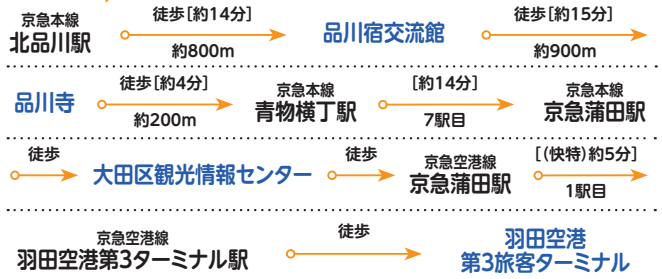 京急本線
北品川駅
徒歩[約14分]
約800m
品川宿交流館
徒歩[約15分]
約900m
品川寺
徒歩[約4分]
約200m
京急本線
青物横丁駅
[約14分]
7駅目
京急本線
京急蒲田駅
徒歩
大田区観光情報センター
徒歩
京急空港線
京急蒲田駅
[(快特)約5分]
1駅目
京急空港線
羽田空港第3ターミナル駅
徒歩
羽田空港
第3旅客ターミナル